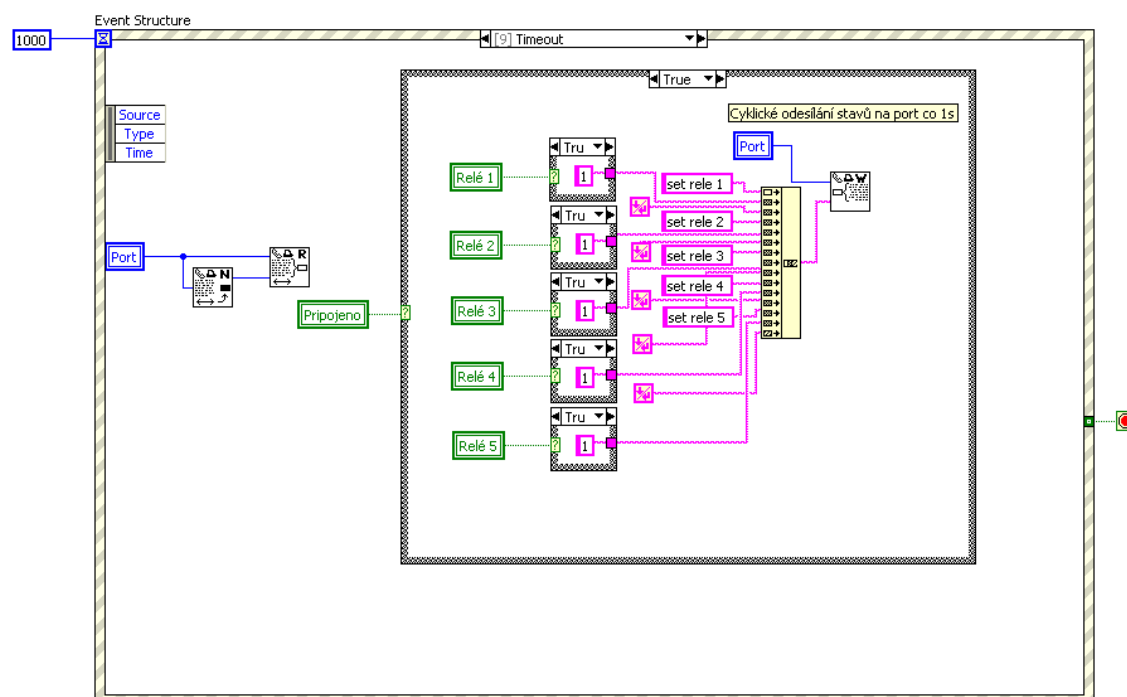 Event Structure
1000
[9] Timeout
True
Source
Type
Time
Cyklické odesílání stavů na port co 1s
Port
Tru
Relé 1
1
set rele 1
Tru
Relé 2
1
set rele 2
Port
N
R
W
Tru
Relé 3
1
set rele 3
set rele 4
set rele 5
Pripojeno
Tru
Relé 4
1
Tru
Relé 5
1